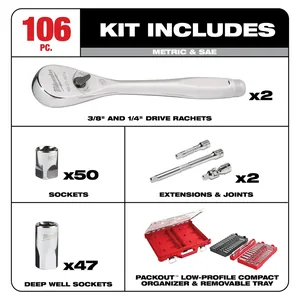 106
PC.
KIT INCLUDES
METRIC & SAE
x2
3/8" AND 1/4" DRIVE RACHETS
x50
SOCKETS
x2
EXTENSIONS & JOINTS
x47
DEEP WELL SOCKETS
PACKOUT™ LOW-PROFILE COMPACT
ORGANIZER & REMOVABLE TRAY